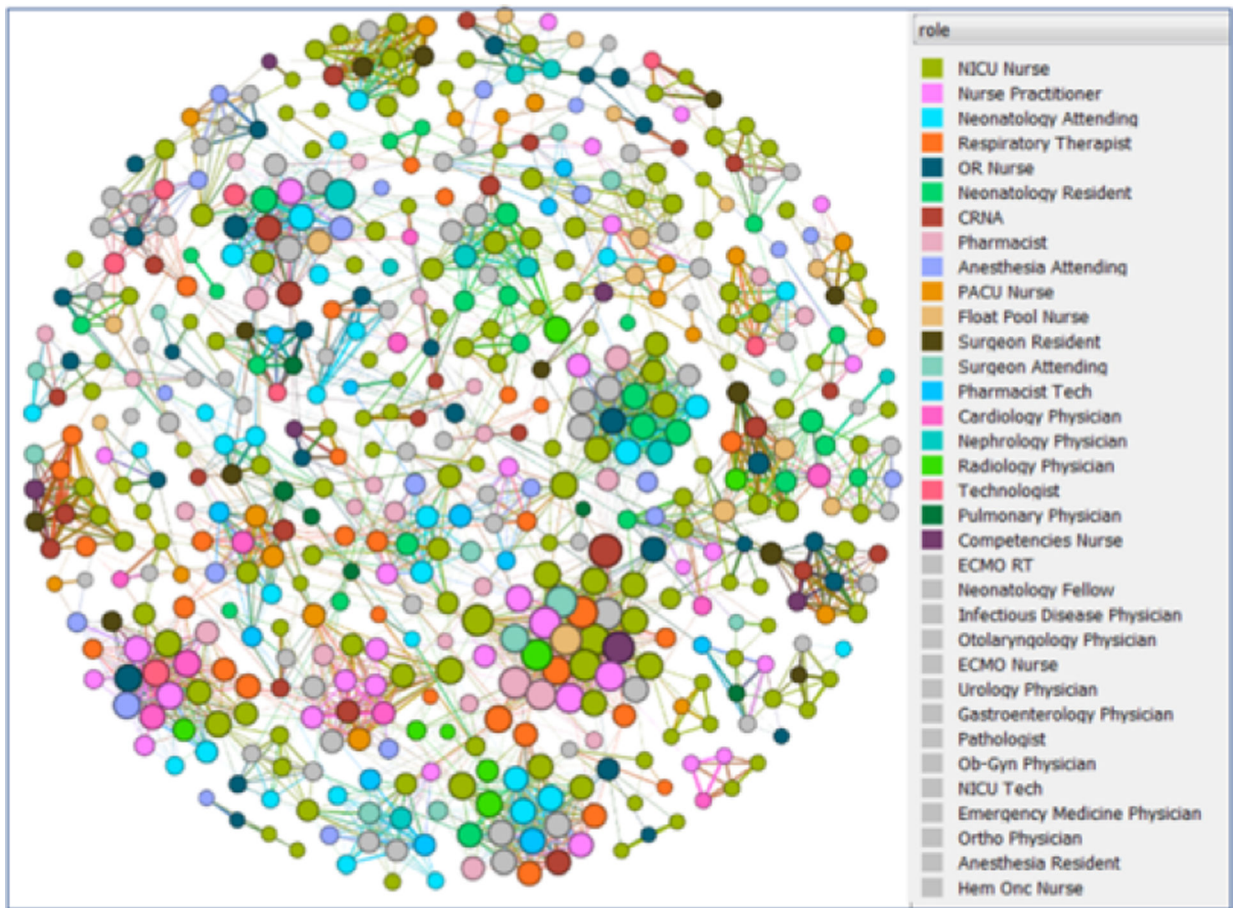 role
NICU Nurse
Nurse Practitioner
Neonatology Attending
Respiratory Therapist
OR Nurse
Neonatology Resident
CRNA
Pharmacist
Anesthesia Attending
PACU Nurse
Float Pool Nurse
Surgeon Resident
Surgeon Attending
Pharmacist Tech
Cardiology Physician
Nephrology Physician
Radiology Physician
Technologist
Pulmonary Physician
Competencies Nurse
ECMO RT
Neonatology Fellow
Infectious Disease Physician
Otolaryngology Physician
ECMO Nurse
Urology Physician
Gastroenterology Physician
Pathologist
Ob-Gyn Physician
NICU Tech
Emergency Medicine Physician
Ortho Physician
Anesthesia Resident
Hem Onc Nurse